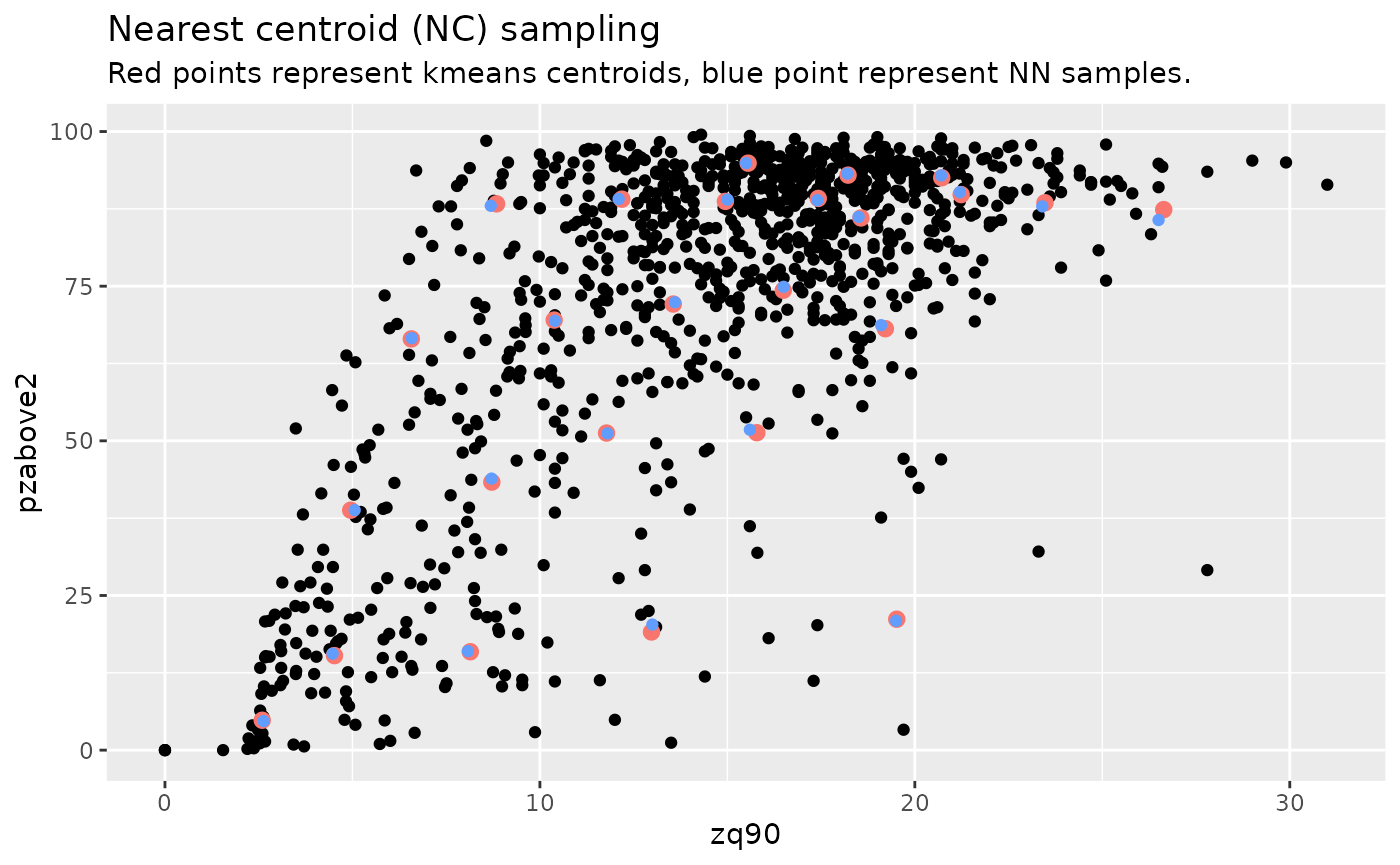 Nearest centroid (NC) sampling
Red points represent kmeans centroids, blue point represent NN samples.
100
75
50
25
0
pzabove2
0 10 20 30
zq90